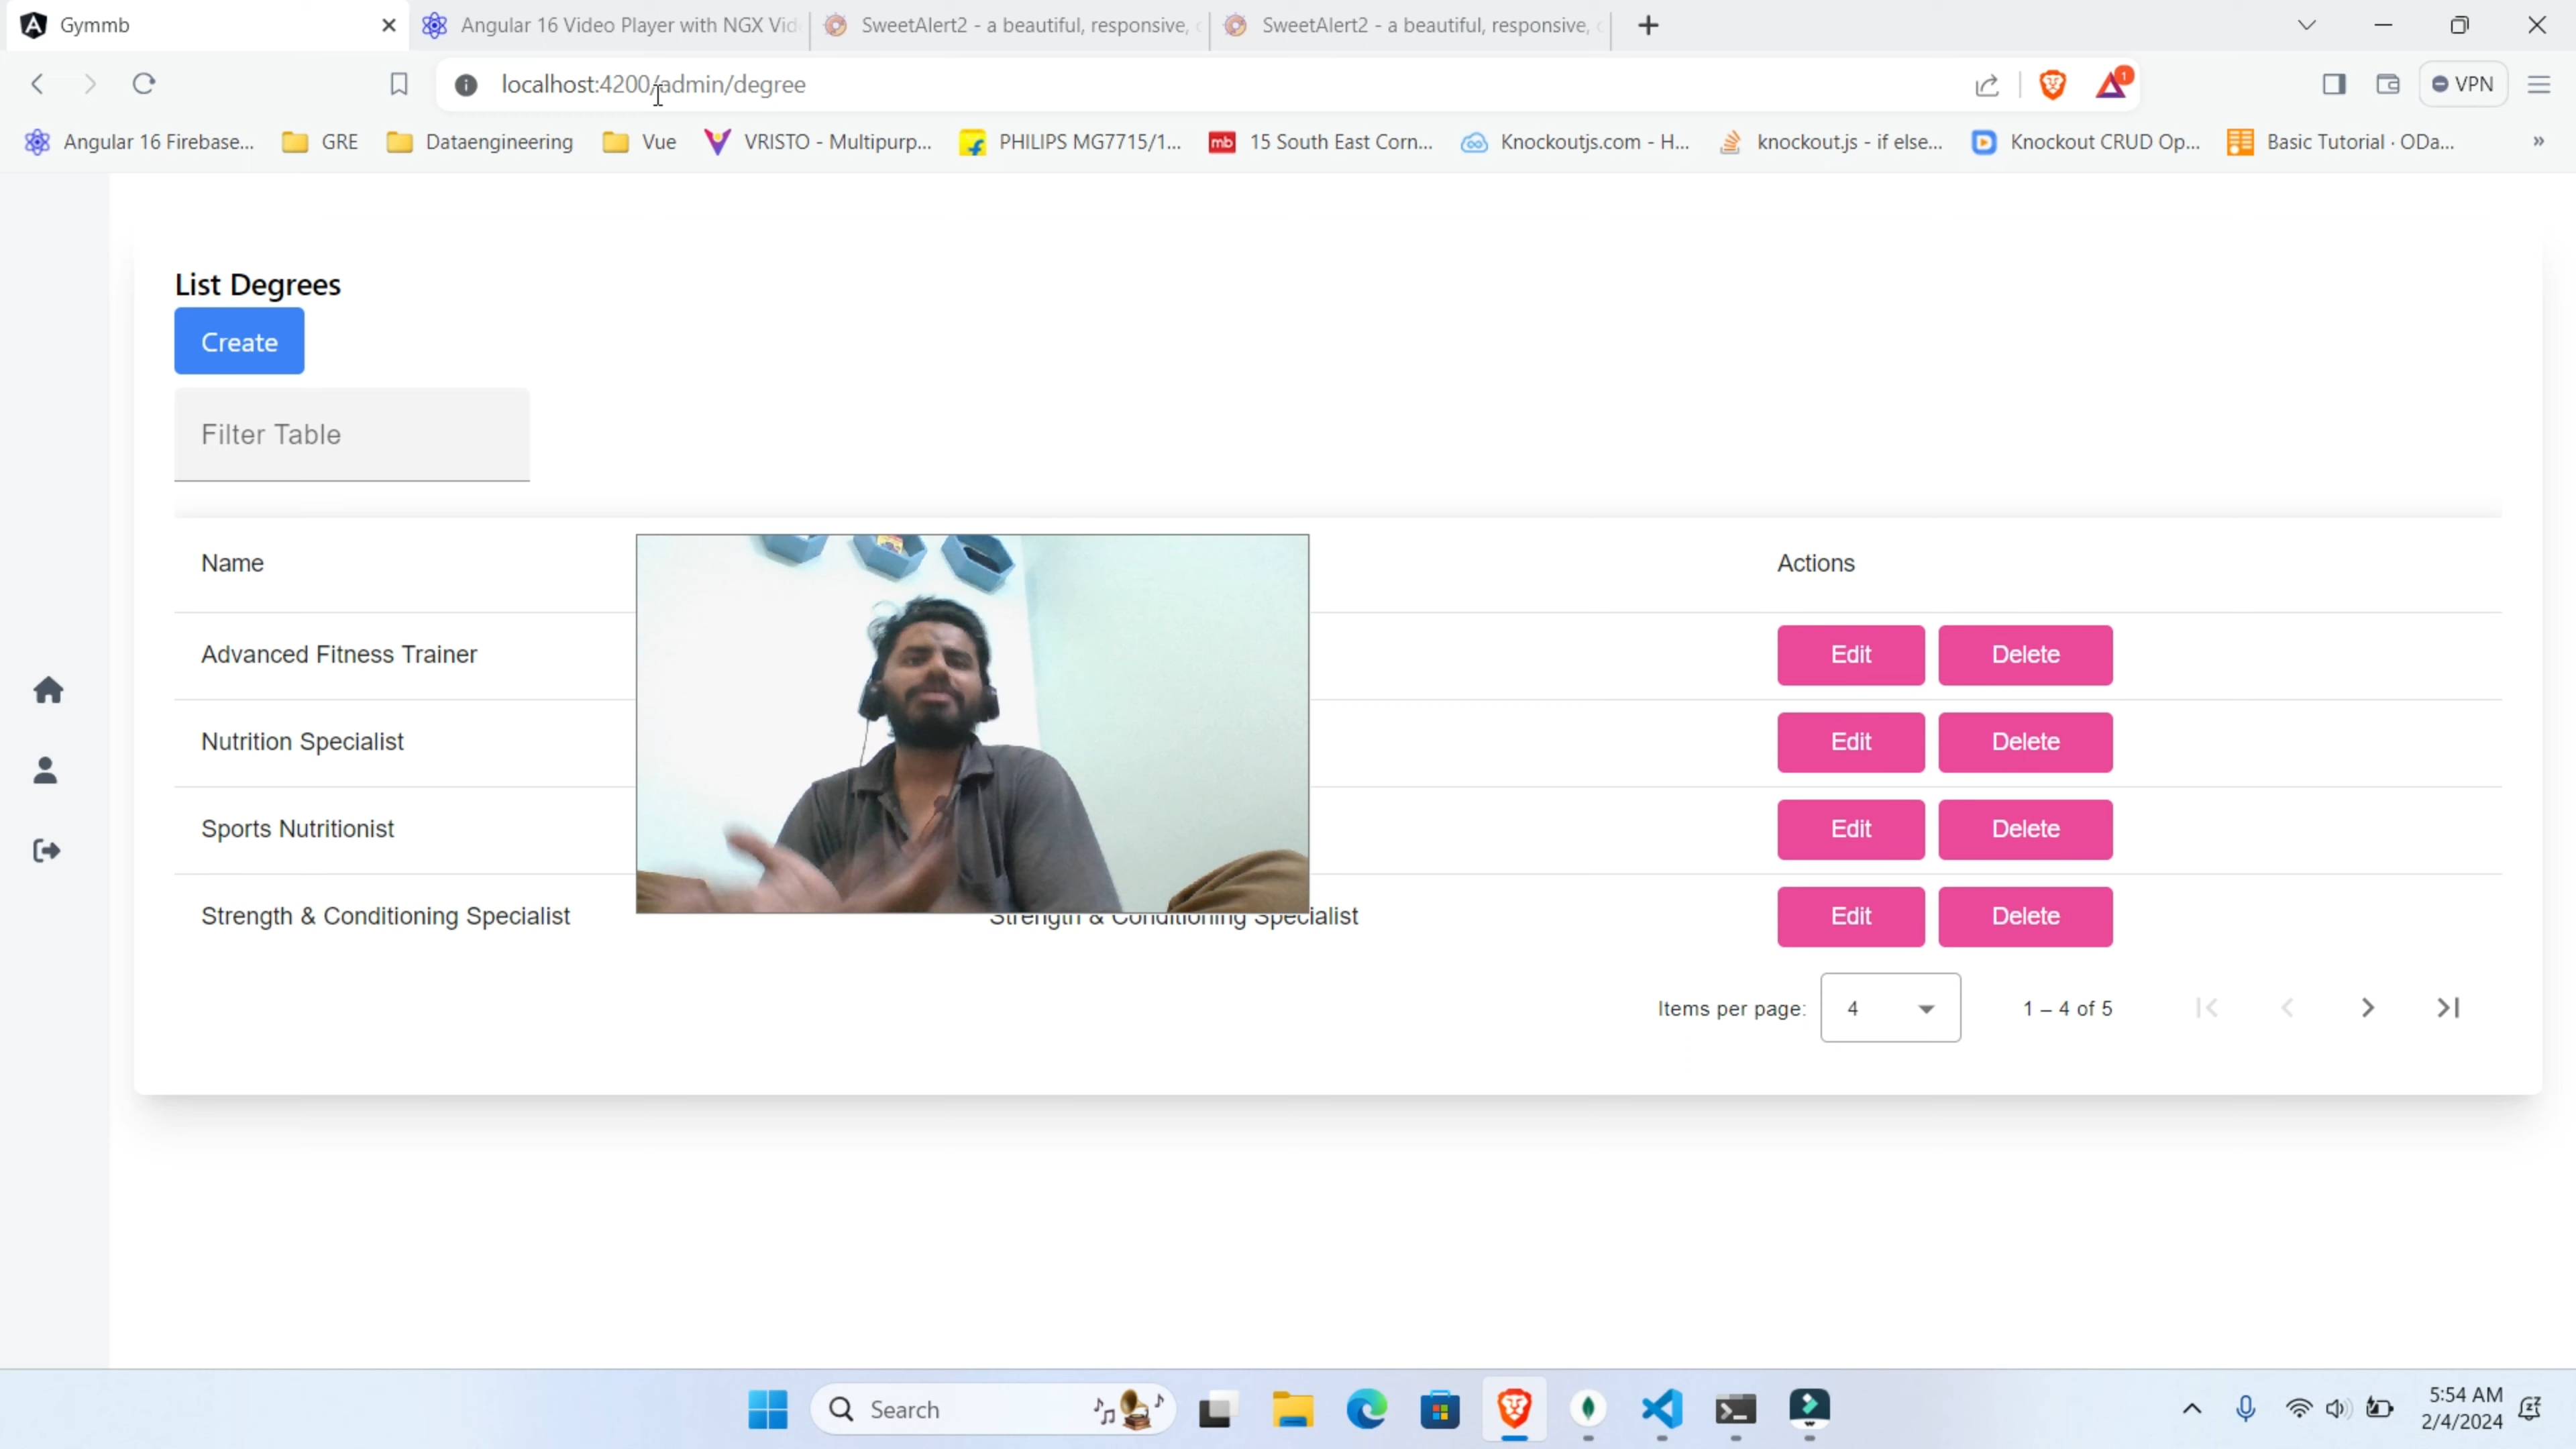 Gymmb
Angular 16 Video Player with NGX Vid
SweetAlert2 - a beautiful, responsive,
SweetAlert2 - a beautiful, responsive,
localhost:4200/admin/degree
1
VPN
Angular 16 Firebase...
GRE
Dataengineering
Vue
VRISTO - Multipurp...
PHILIPS MG7715/1...
mb
15 South East Corn...
Knockoutjs.com - H...
knockout.js - if else...
Knockout CRUD Op...
Basic Tutorial · ODa...
List Degrees
Create
Filter Table
Name
Actions
Advanced Fitness Trainer
Edit
Delete
Nutrition Specialist
Edit
Delete
Sports Nutritionist
Edit
Delete
Strength & Conditioning Specialist
Strength & Conditioning Specialist
Edit
Delete
Items per page:
4
1 – 4 of 5
Search
5:54 AM
2/4/2024